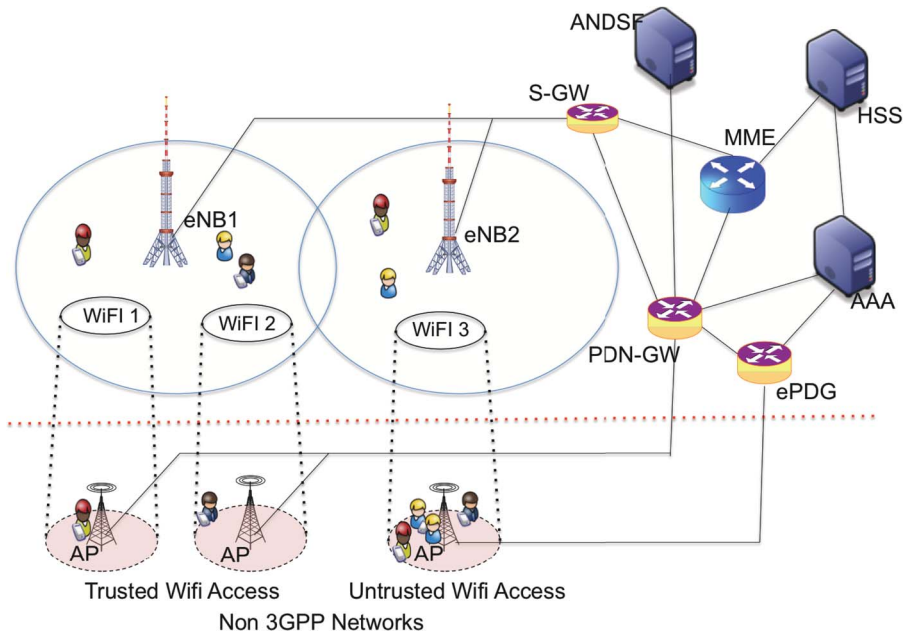 ANDSF
S-GW
HSS
MME
eNB1
eNB2
AAA
WiFI 1
WiFI 2
WiFI 3
PDN-GW
ePDG
AP
AP
AP
Trusted Wifi Access
Untrusted Wifi Access
Non 3GPP Networks